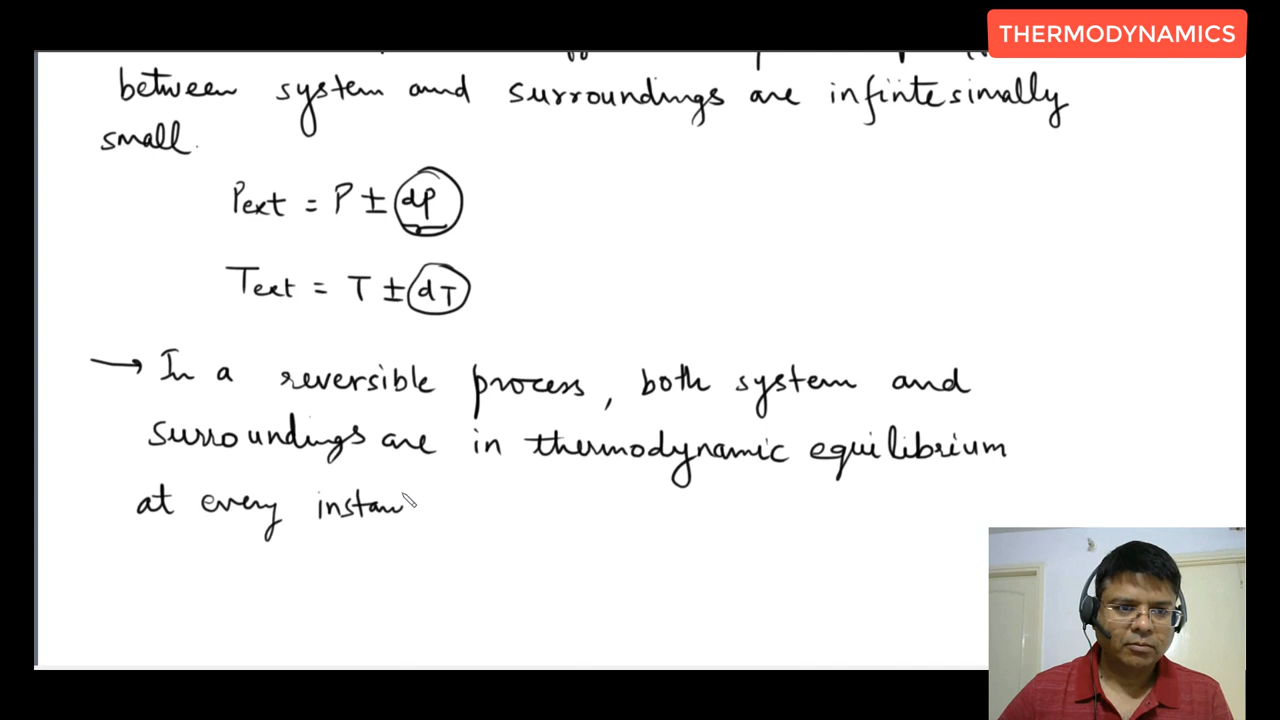 THERMODYNAMICS
between system and surroundings are infintesimally
small.
Pext = P ± dP
Text = T ± dT
→ In a reversible process, both system and
surroundings are in thermodynamic equilibrium
at every instan